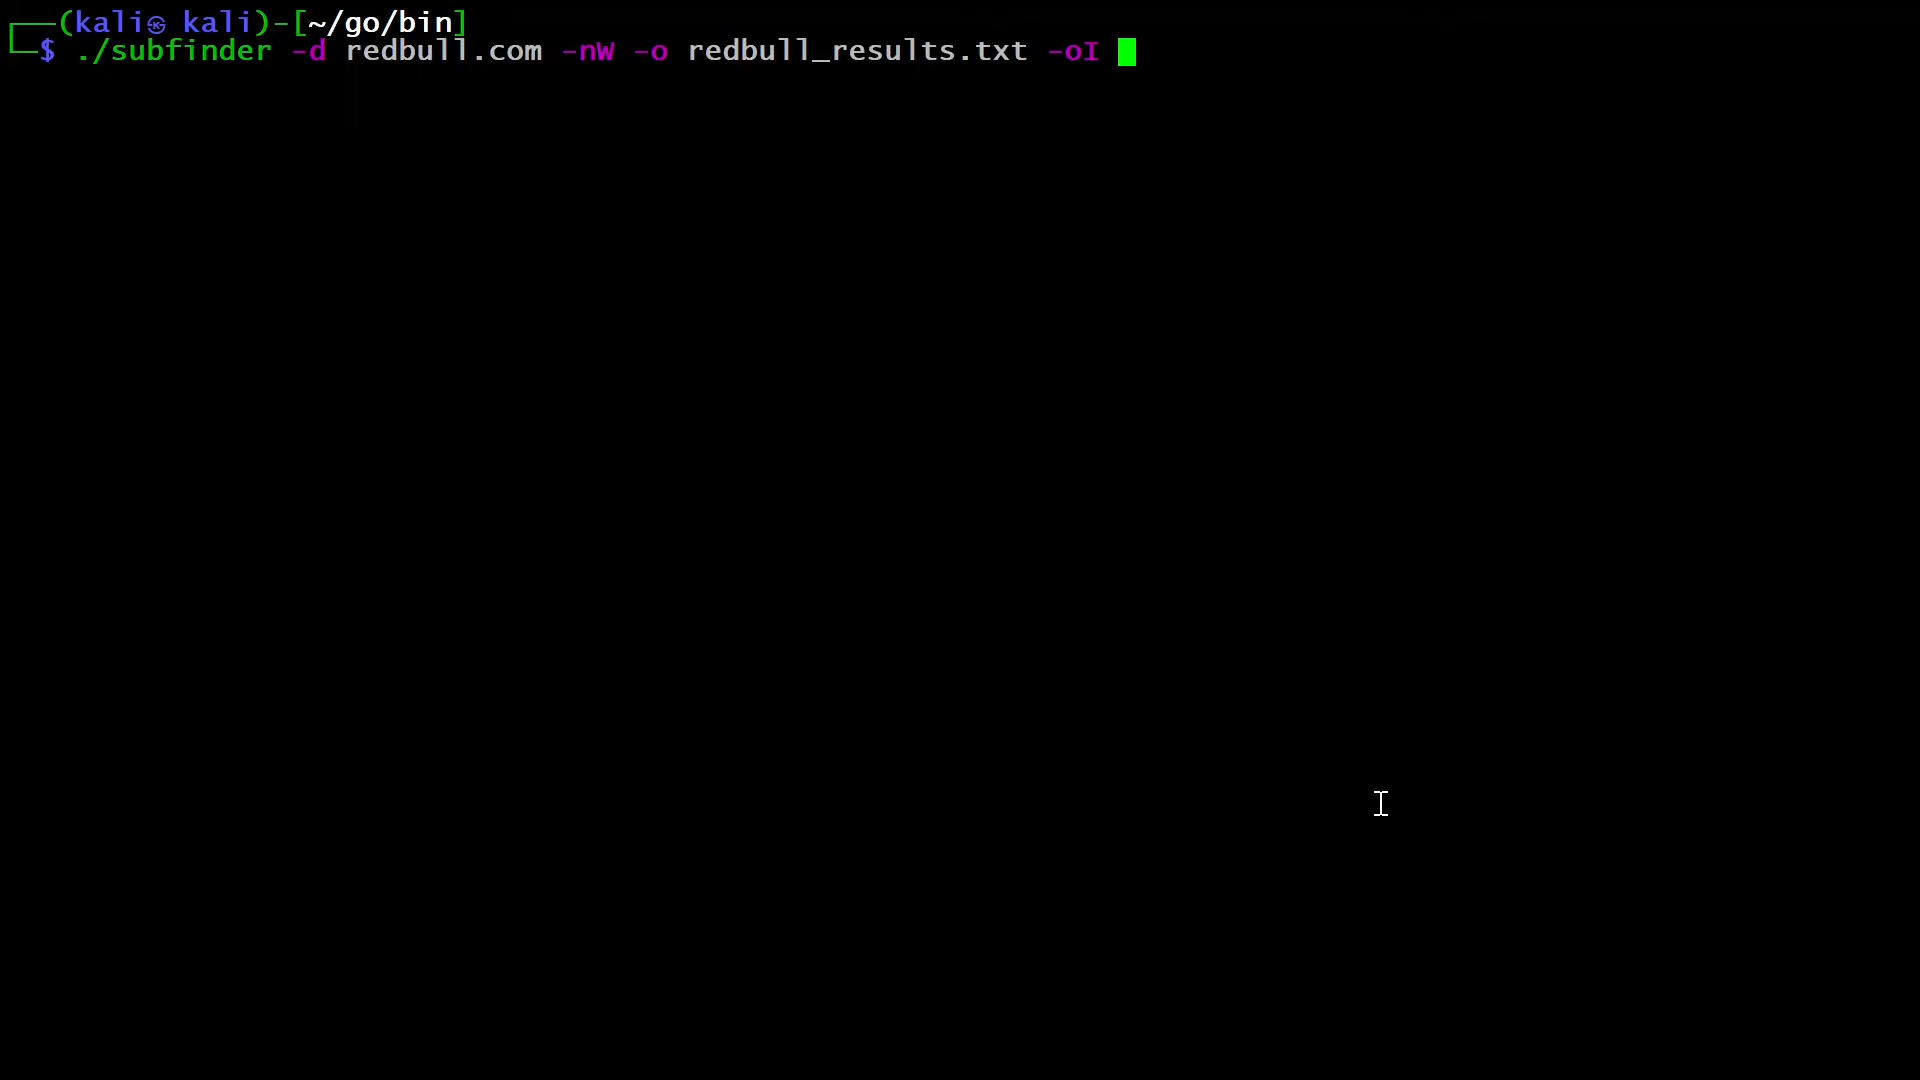 ┌──(kali㉿ kali)-[~/go/bin]
└─$ ./subfinder -d redbull.com -nW -o redbull_results.txt -oI